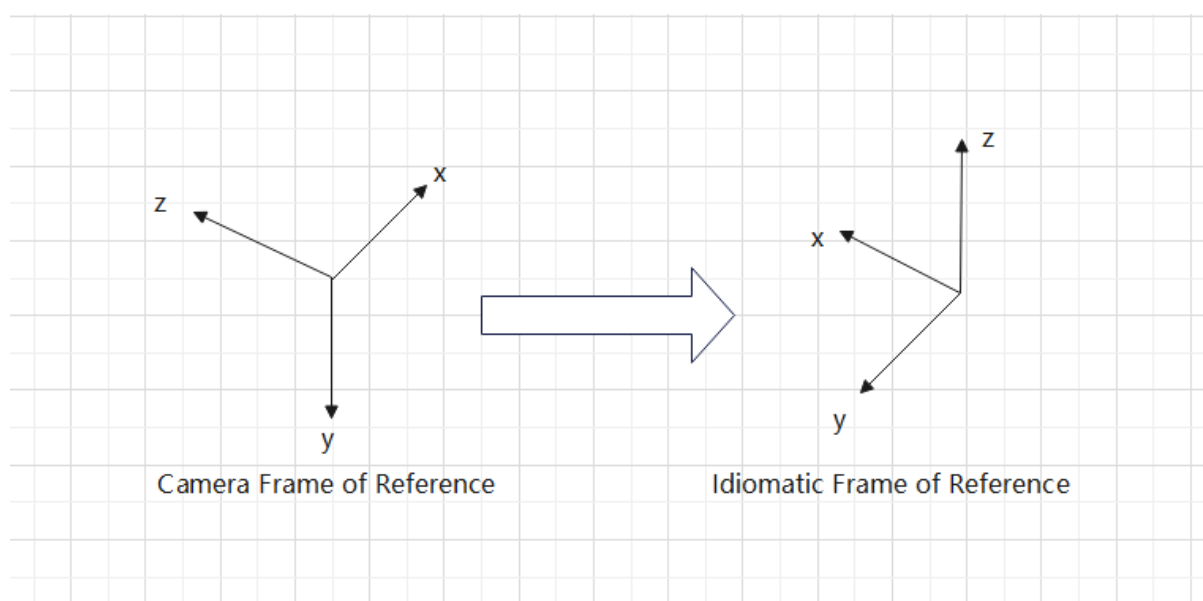 z
x
y
Camera Frame of Reference
z
x
y
Idiomatic Frame of Reference